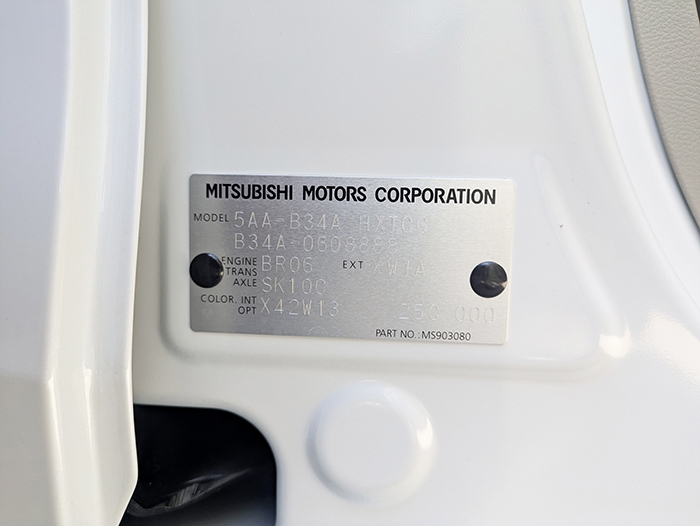 MITSUBISHI MOTORS CORPORATION
MODEL 5AA-B34A
ENGINE BR06 EXT XW1A
TRANS
AXLE SK10C
COLOR. INT X42W13
OPT
PART NO.: MS903080